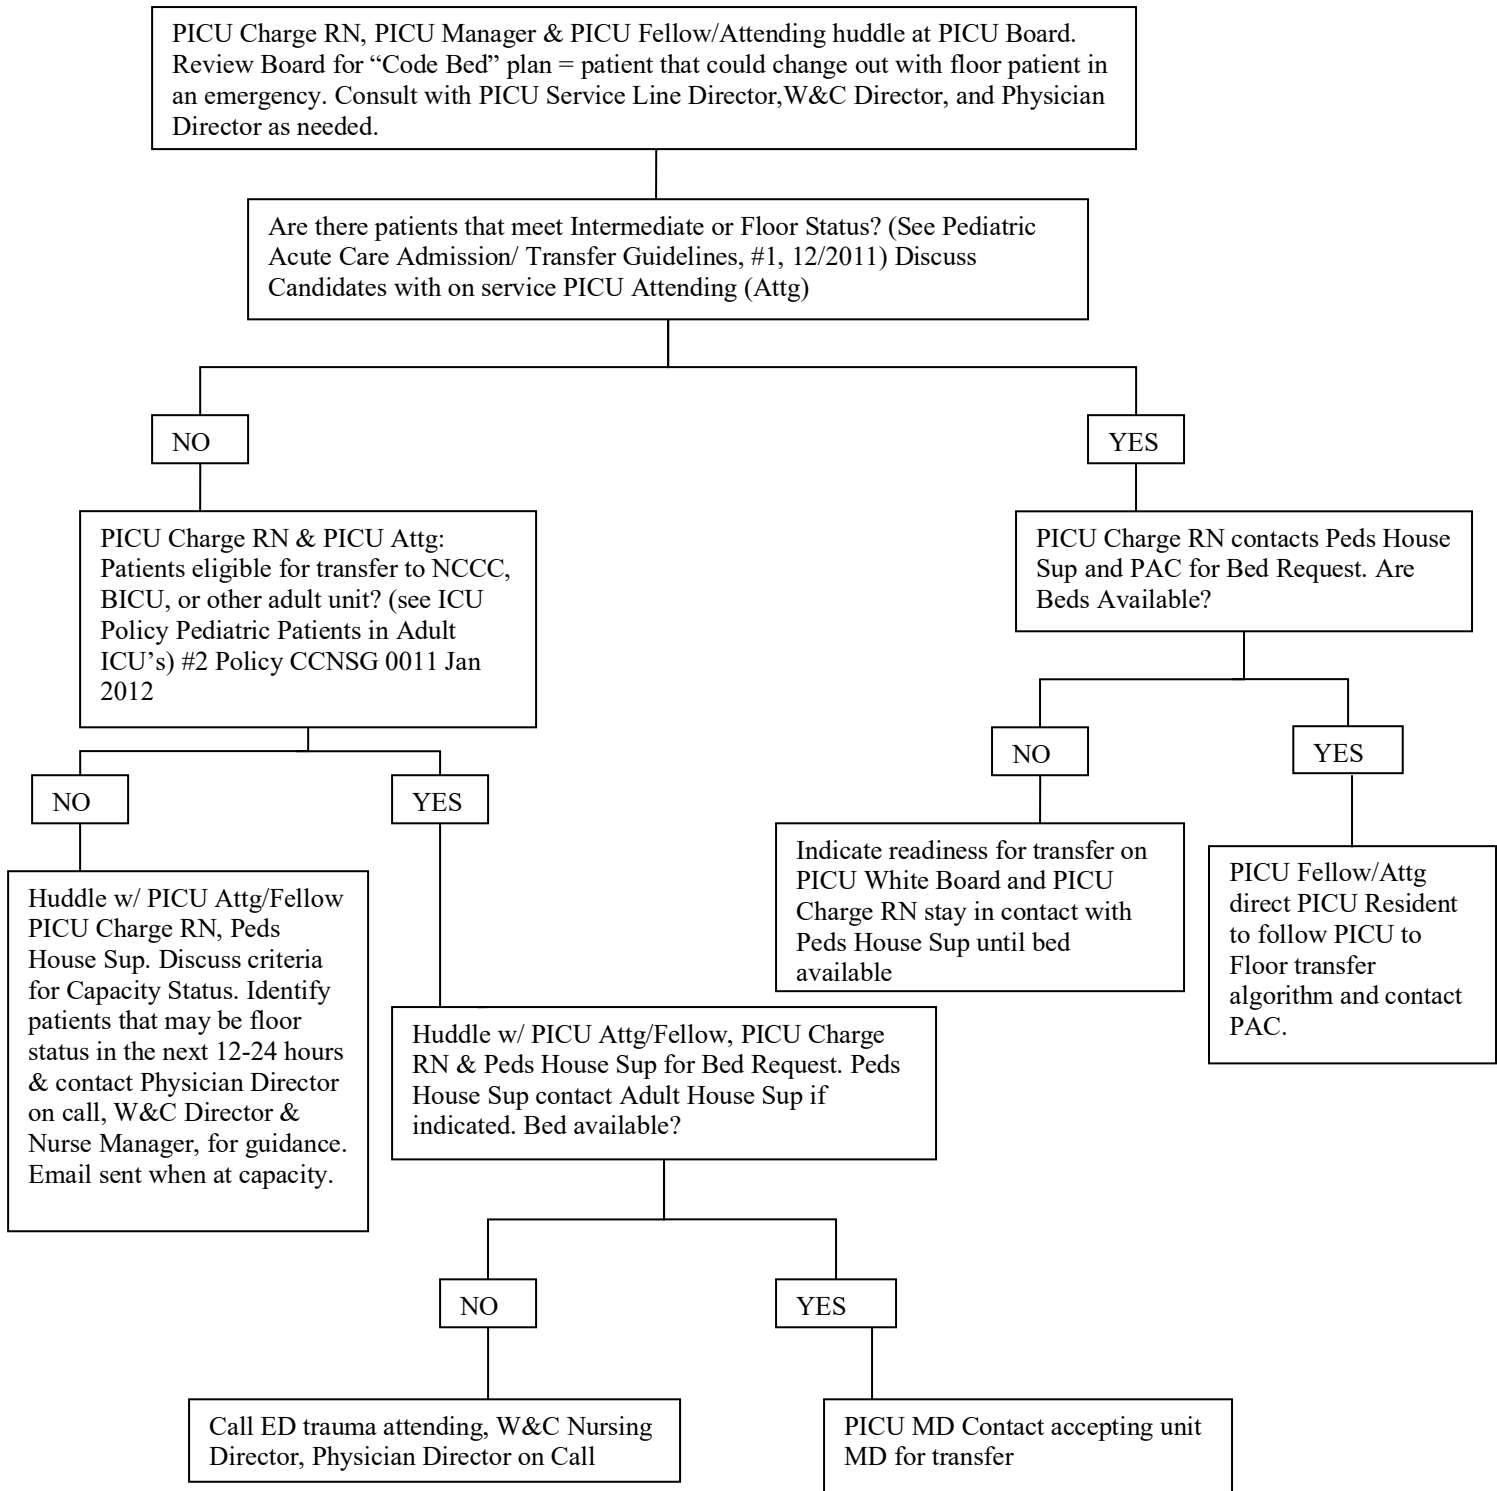 PICU Charge RN, PICU Manager & PICU Fellow/Attending huddle at PICU Board.
Review Board for “Code Bed” plan = patient that could change out with floor patient in
an emergency. Consult with PICU Service Line Director,W&C Director, and Physician
Director as needed.
Are there patients that meet Intermediate or Floor Status? (See Pediatric
Acute Care Admission/ Transfer Guidelines, #1, 12/2011) Discuss
Candidates with on service PICU Attending (Attg)
NO
YES
PICU Charge RN & PICU Attg:
Patients eligible for transfer to NCCC,
BICU, or other adult unit? (see ICU
Policy Pediatric Patients in Adult
ICU’s) #2 Policy CCNSG 0011 Jan
2012
PICU Charge RN contacts Peds House
Sup and PAC for Bed Request. Are
Beds Available?
NO
YES
NO
YES
Huddle w/ PICU Attg/Fellow
PICU Charge RN, Peds
House Sup. Discuss criteria
for Capacity Status. Identify
patients that may be floor
status in the next 12-24 hours
& contact Physician Director
on call, W&C Director &
Nurse Manager, for guidance.
Email sent when at capacity.
Indicate readiness for transfer on
PICU White Board and PICU
Charge RN stay in contact with
Peds House Sup until bed
available
PICU Fellow/Attg
direct PICU Resident
to follow PICU to
Floor transfer
algorithm and contact
PAC.
Huddle w/ PICU Attg/Fellow, PICU Charge
RN & Peds House Sup for Bed Request. Peds
House Sup contact Adult House Sup if
indicated. Bed available?
NO
YES
Call ED trauma attending, W&C Nursing
Director, Physician Director on Call
PICU MD Contact accepting unit
MD for transfer